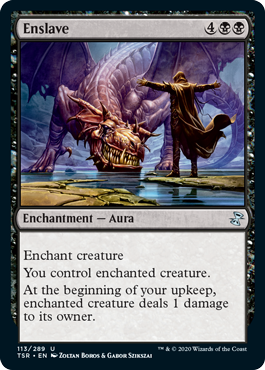 Enslave 4
Enchantment — Aura
Enchant creature
You control enchanted creature.
At the beginning of your upkeep,
enchanted creature deals 1 damage
to its owner.
113/289 U
TSR • EN Zoltan Boros & Gabor Szikszai
™ & © 2020 Wizards of the Coast